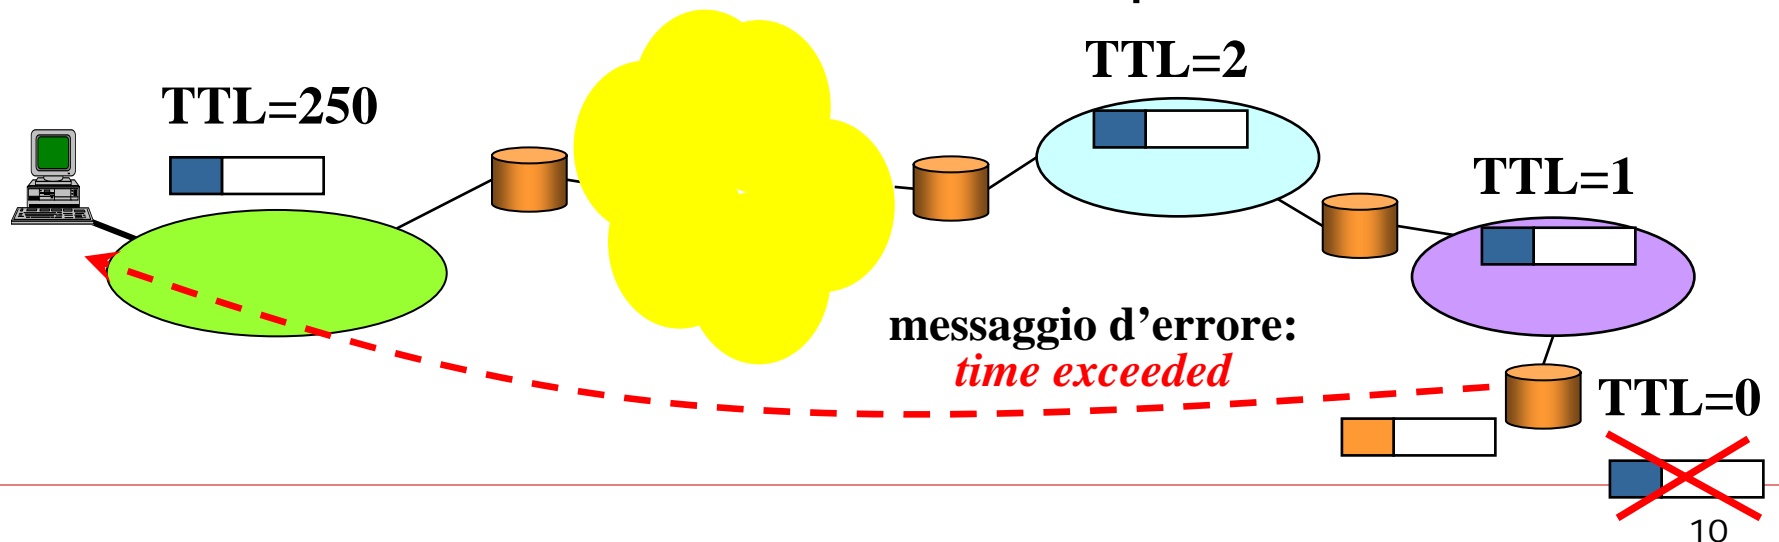 TTL=250
TTL=2
TTL=1
messaggio d'errore:
time exceeded
TTL=0
10